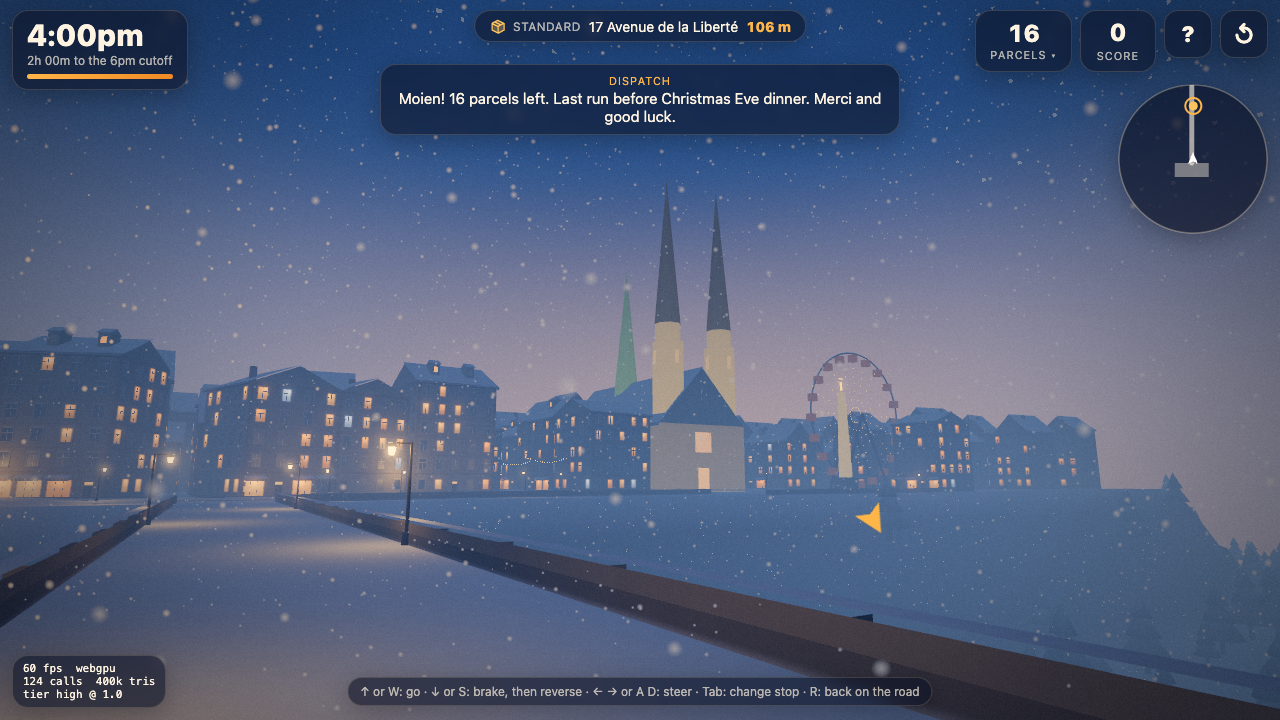 4:00pm
2h 00m to the 6pm cutoff
STANDARD 17 Avenue de la Liberté 106 m
16
PARCELS
0
SCORE
?
DISPATCH
Moien! 16 parcels left. Last run before Christmas Eve dinner. Merci and
good luck.
60 fps webgpu
124 calls 400k tris
tier high @ 1.0
↑ or W: go · ↓ or S: brake, then reverse · ← → or A D: steer · Tab: change stop · R: back on the road